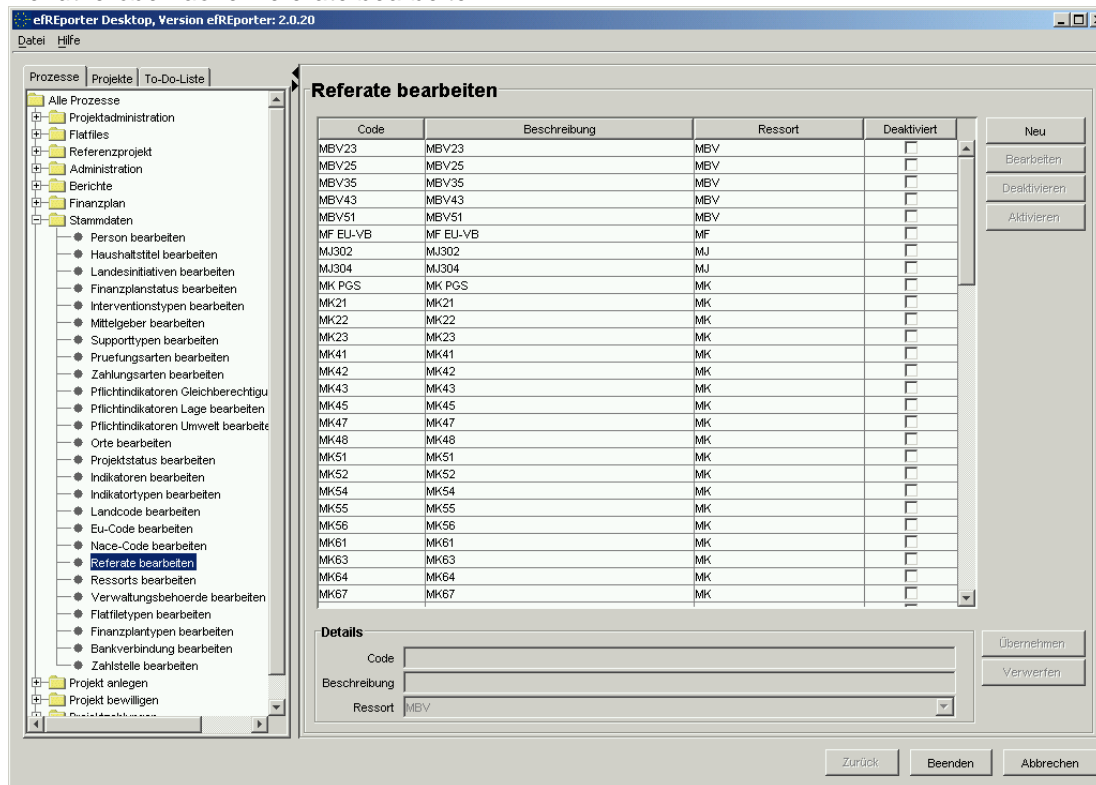 efREporter Desktop, Version efREporter: 2.0.20
Datei Hilfe
Prozesse Projekte To-Do-Liste
Alle Prozesse
Projektadministration
Flatfiles
Referenzprojekt
Administration
Berichte
Finanzplan
Stammdaten
Person bearbeiten
Haushaltstitel bearbeiten
Landesinitiativen bearbeiten
Finanzplanstatus bearbeiten
Interventionstypen bearbeiten
Mittelgeber bearbeiten
Supporttypen bearbeiten
Pruefungsarten bearbeiten
Zahlungsarten bearbeiten
Pflichtindikatoren Gleichberechtigu
Pflichtindikatoren Lage bearbeiten
Pflichtindikatoren Umwelt bearbeite
Orte bearbeiten
Projektstatus bearbeiten
Indikatoren bearbeiten
Indikatortypen bearbeiten
Landcode bearbeiten
Eu-Code bearbeiten
Nace-Code bearbeiten
Referate bearbeiten
Ressorts bearbeiten
Verwaltungsbehoerde bearbeiten
Flatfiletypen bearbeiten
Finanzplantypen bearbeiten
Bankverbindung bearbeiten
Zahlstelle bearbeiten
Projekt anlegen
Projekt bewilligen
Referate bearbeiten
Code Beschreibung Ressort Deaktiviert
MBV23 MBV23 MBV
MBV25 MBV25 MBV
MBV35 MBV35 MBV
MBV43 MBV43 MBV
MBV51 MBV51 MBV
MF EU-VB MF EU-VB MF
MJ302 MJ302 MJ
MJ304 MJ304 MJ
MK PGS MK PGS MK
MK21 MK21 MK
MK22 MK22 MK
MK23 MK23 MK
MK41 MK41 MK
MK42 MK42 MK
MK43 MK43 MK
MK45 MK45 MK
MK47 MK47 MK
MK48 MK48 MK
MK51 MK51 MK
MK52 MK52 MK
MK54 MK54 MK
MK55 MK55 MK
MK56 MK56 MK
MK61 MK61 MK
MK63 MK63 MK
MK64 MK64 MK
MK67 MK67 MK
Neu
Bearbeiten
Deaktivieren
Aktivieren
Details
Code
Beschreibung
Ressort MBV
Übernehmen
Verwerfen
Zurück Beenden Abbrechen